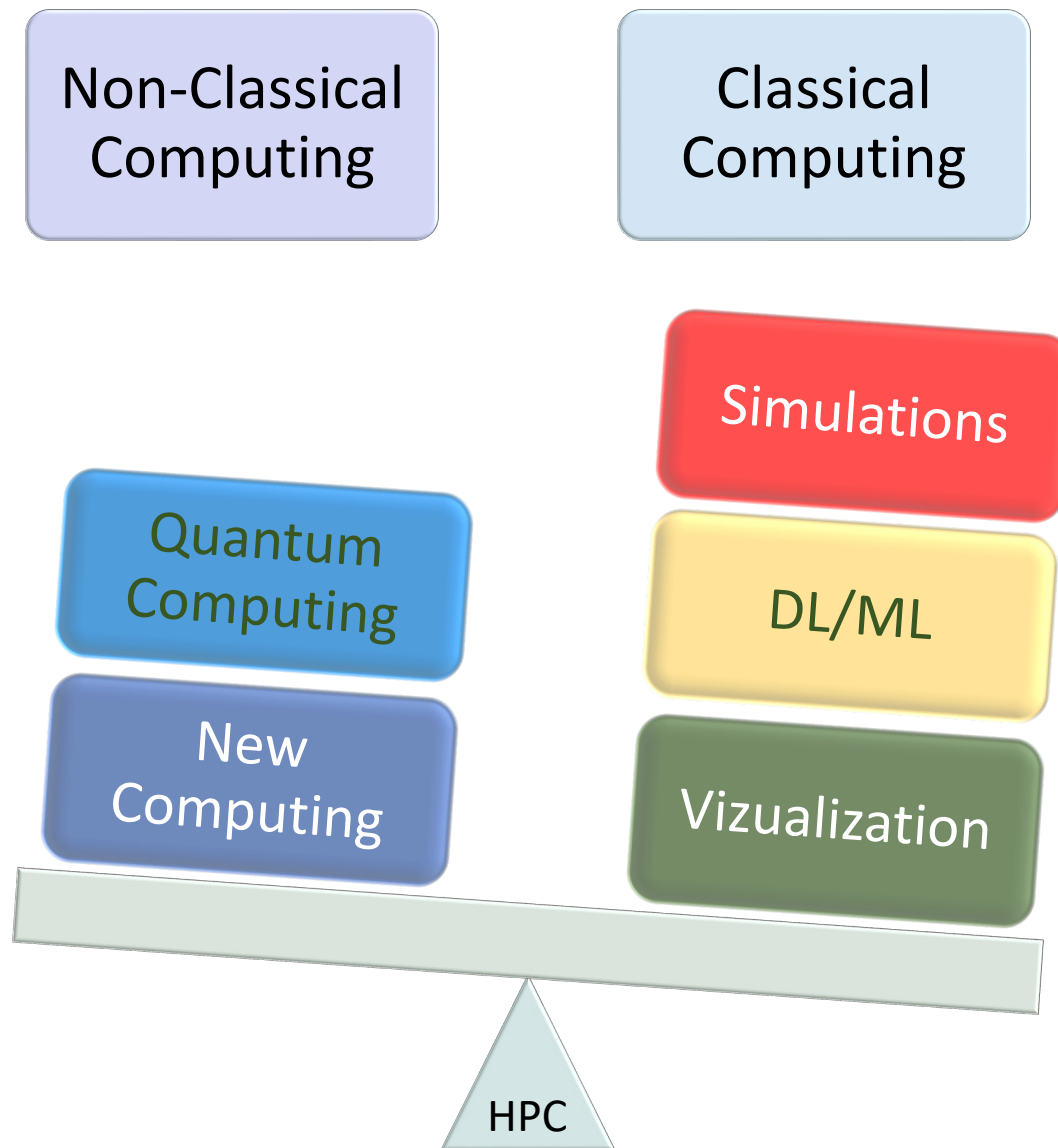 Non-Classical
Computing
Classical
Computing
Simulations
Quantum
Computing
DL/ML
New
Computing
Vizualization
HPC